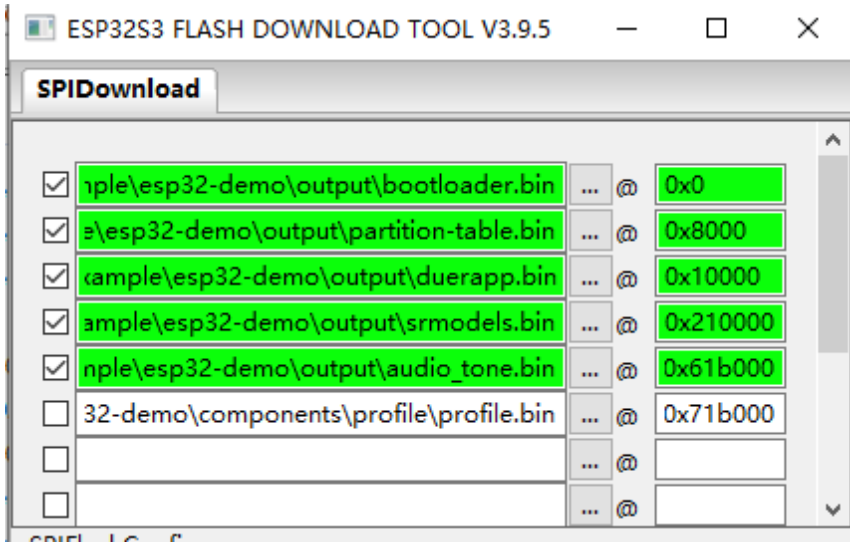 ESP32S3 FLASH DOWNLOAD TOOL V3.9.5
SPIDownload
nple\esp32-demo\output\bootloader.bin ... @ 0x0
e\esp32-demo\output\partition-table.bin ... @ 0x8000
xample\esp32-demo\output\duerapp.bin ... @ 0x10000
ample\esp32-demo\output\srmodels.bin ... @ 0x210000
nple\esp32-demo\output\audio_tone.bin ... @ 0x61b000
32-demo\components\profile\profile.bin ... @ 0x71b000
... @
... @